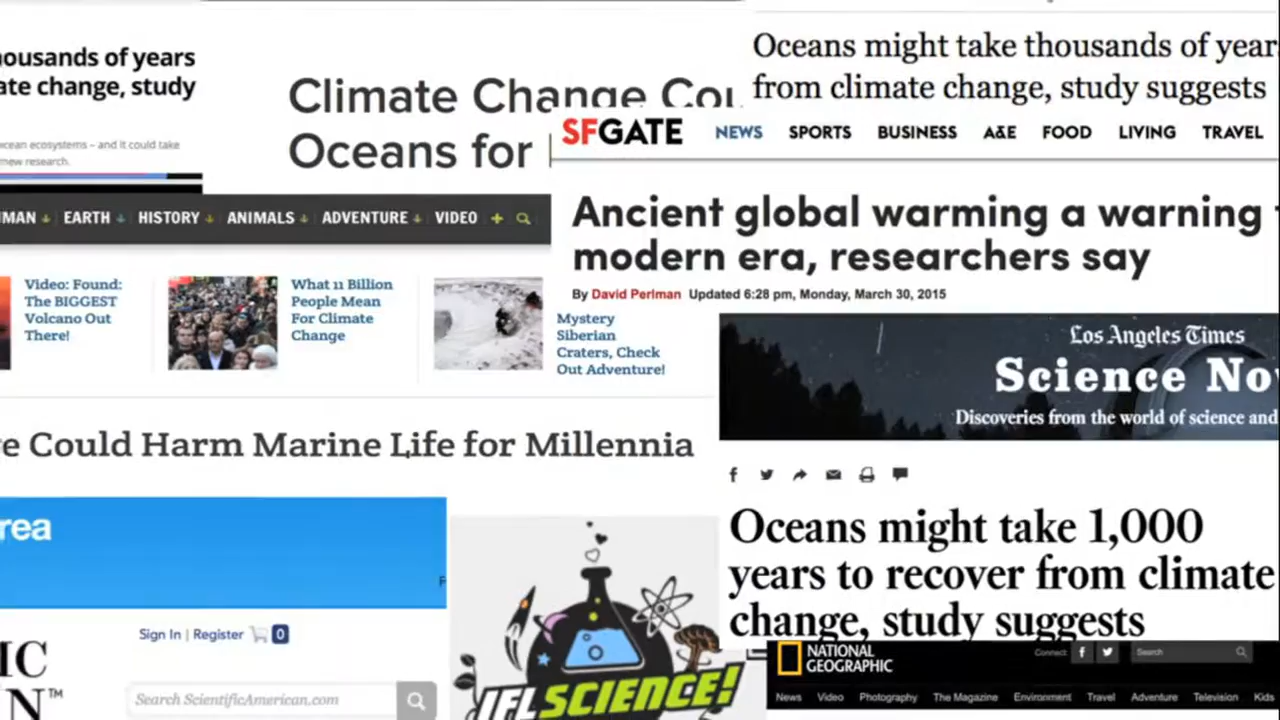 ousands of years
ate change, study
ocean ecosystems – and it could take
new research.
Climate Change Cou
Oceans for
Oceans might take thousands of year
from climate change, study suggests
SFGATE
NEWS SPORTS BUSINESS A&E FOOD LIVING TRAVEL
Ancient global warming a warning
modern era, researchers say
By David Perlman Updated 6:28 pm, Monday, March 30, 2015
MAN EARTH HISTORY ANIMALS ADVENTURE VIDEO
Video: Found:
The BIGGEST
Volcano Out
There!
What 11 Billion
People Mean
For Climate
Change
Mystery
Siberian
Craters, Check
Out Adventure!
e Could Harm Marine Life for Millennia
Los Angeles Times
Science No
Discoveries from the world of science and
Oceans might take 1,000
years to recover from climate
change, study suggests
rea
F
Sign In | Register 0
IC
N™
Search ScientificAmerican.com
IFLSCIENCE!
NATIONAL
GEOGRAPHIC
Connect:
Search
News Video Photography The Magazine Environment Travel Adventure Television Kids